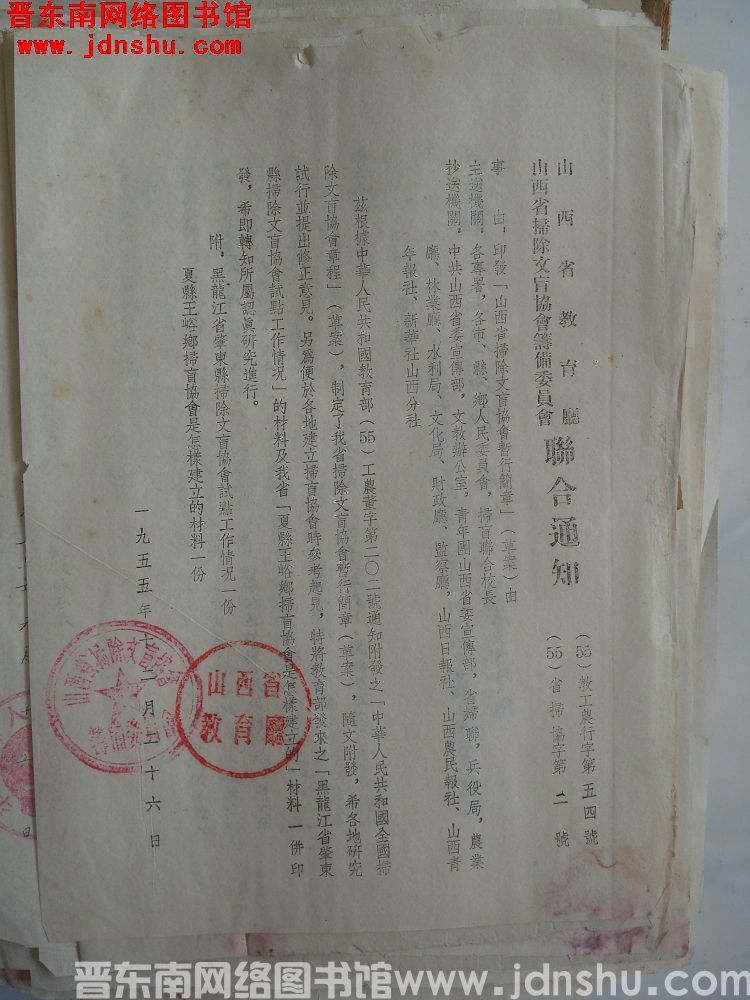 晋东南网络图书馆
www.jdnshu.com
山西省教育廳
山西省掃除文盲協會籌備委員會
聯合通知
(55)教工農行字第五四號
(55)省掃協字第二號
事由:印發「山西省掃除文盲協會暫行簡章」(草案)由
主送機關:各專署,各市、縣、鄉人民委員會,掃盲聯合校長
抄送機關:中共山西省委宣傳部,文教辦公室,青年團山西省委宣傳部,省婦聯,兵役局,農業
廳、林業廳、水利局、文化局、財政廳、監察廳,山西日報社、山西農民報社、山西青
年報社、新華社山西分社
茲根據中華人民共和國教育部(55)工農董字第二〇二號通知附發之「中華人民共和國全國掃
除文盲協會章程」(草案),制定了我省掃除文盲協會暫行簡章(草案),隨文附發,希各地研究
試行並提出修正意見。另爲便於各地建立掃盲協會時參考起見,特將教育部發來之「黑龍江省肇東
縣掃除文盲協會試點工作情况」的材料及我省「夏縣王峪鄉掃盲協會是怎樣建立的」材料一併印
發,希即轉知所屬認眞研究進行。
附:黑龍江省肇東縣掃除文盲協會試點工作情况一份
夏縣王峪鄉掃盲協會是怎樣建立的材料一份
一九五五年 月 十六日
山西省掃除文盲協會
籌備委員會
山西省
教育廳
晋东南网络图书馆www.jdnshu.com